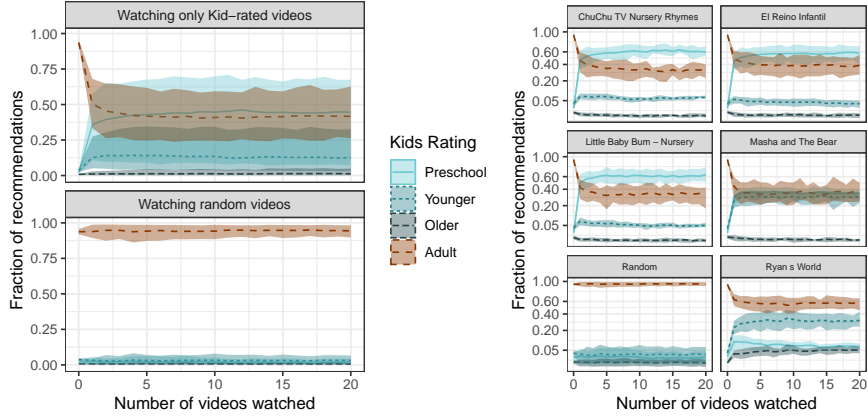 Watching only Kid-rated videos
1.00
0.75
0.50
0.25
0.00
Watching random videos
1.00
0.75
0.50
0.25
0.00
0 5 10 15 20
Number of videos watched
Fraction of recommendations
Kids Rating
Preschool
Younger
Older
Adult
ChuChu TV Nursery Rhymes
El Reino Infantil
1.00
0.60
0.40
0.20
0.05
Little Baby Bum - Nursery
Masha and The Bear
1.00
0.60
0.40
0.20
0.05
Random
Ryan s World
1.00
0.60
0.40
0.20
0.05
0 5 10 15 20
0 5 10 15 20
Number of videos watched
Fraction of recommendations